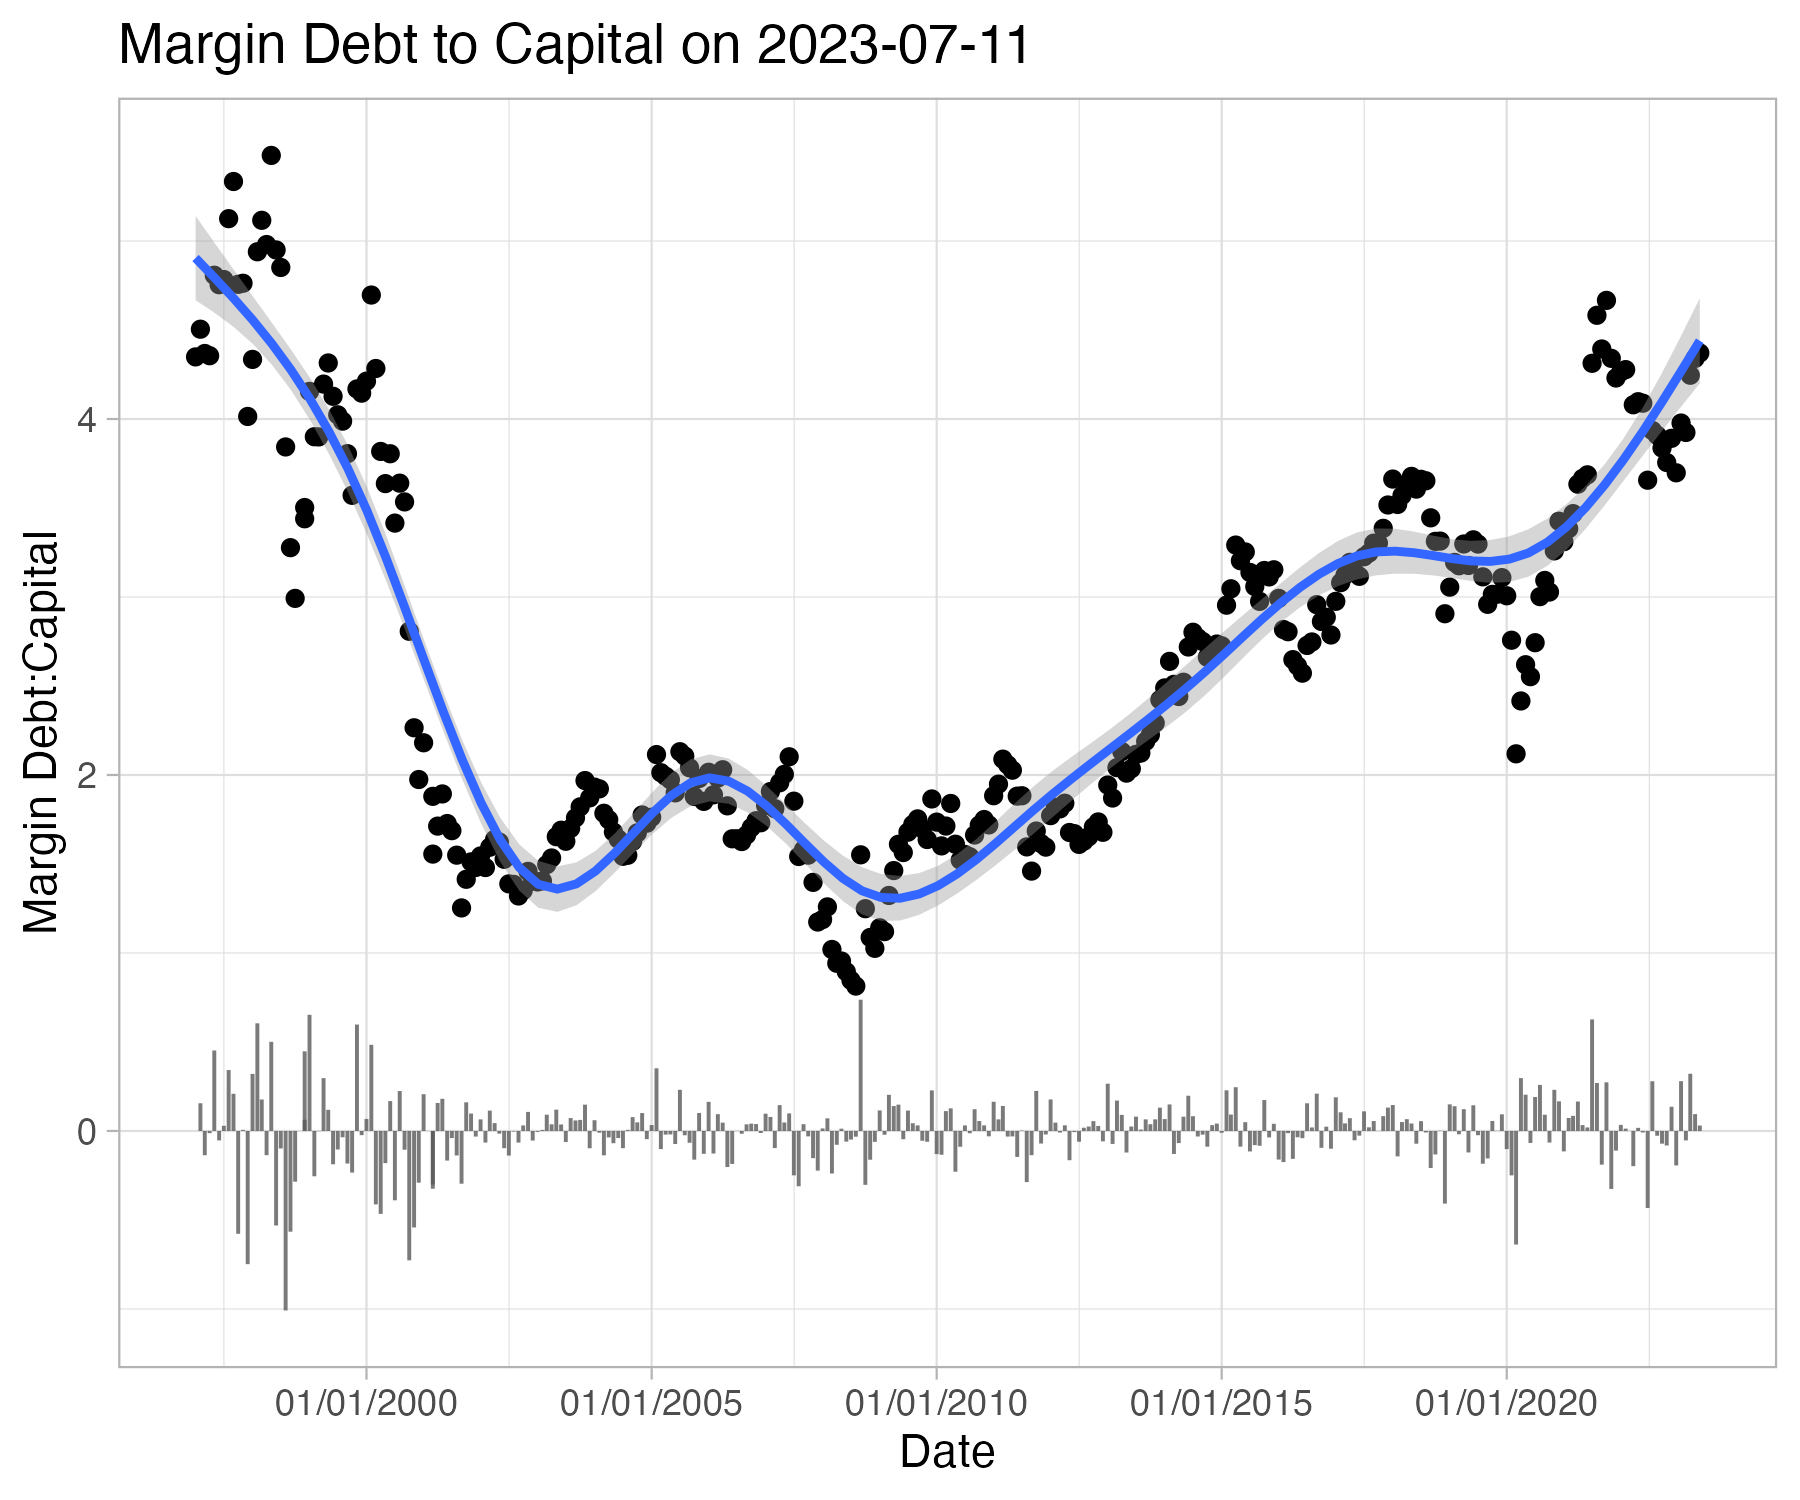 Margin Debt to Capital on 2023-07-11
Margin Debt:Capital
4
2
0
01/01/2000 01/01/2005 01/01/2010 01/01/2015 01/01/2020
Date